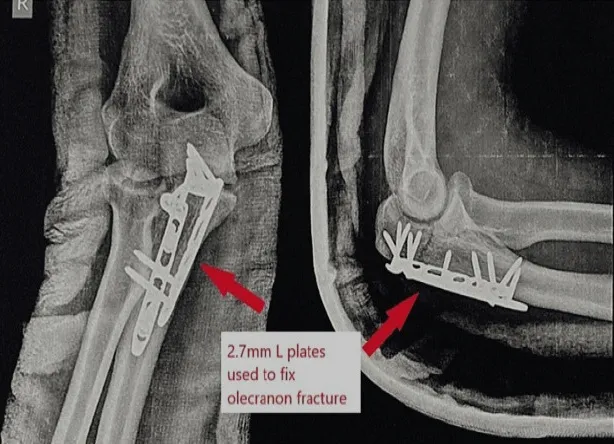 R
2.7mm L plates
used to fix
olecranon fracture